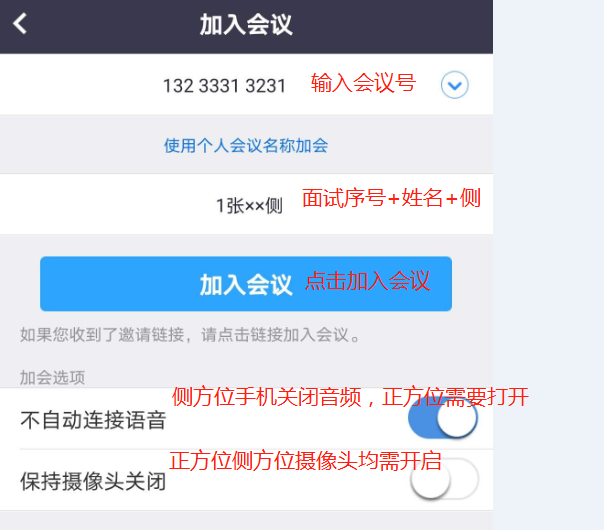 加入会议
132 3331 3231 输入会议号
使用个人会议名称加会
1张××侧 面试序号+姓名+侧
加入会议 点击加入会议
如果您收到了邀请链接，请点击链接加入会议。
加会选项
侧方位手机关闭音频，正方位需要打开
不自动连接语音
正方位侧方位摄像头均需开启
保持摄像头关闭